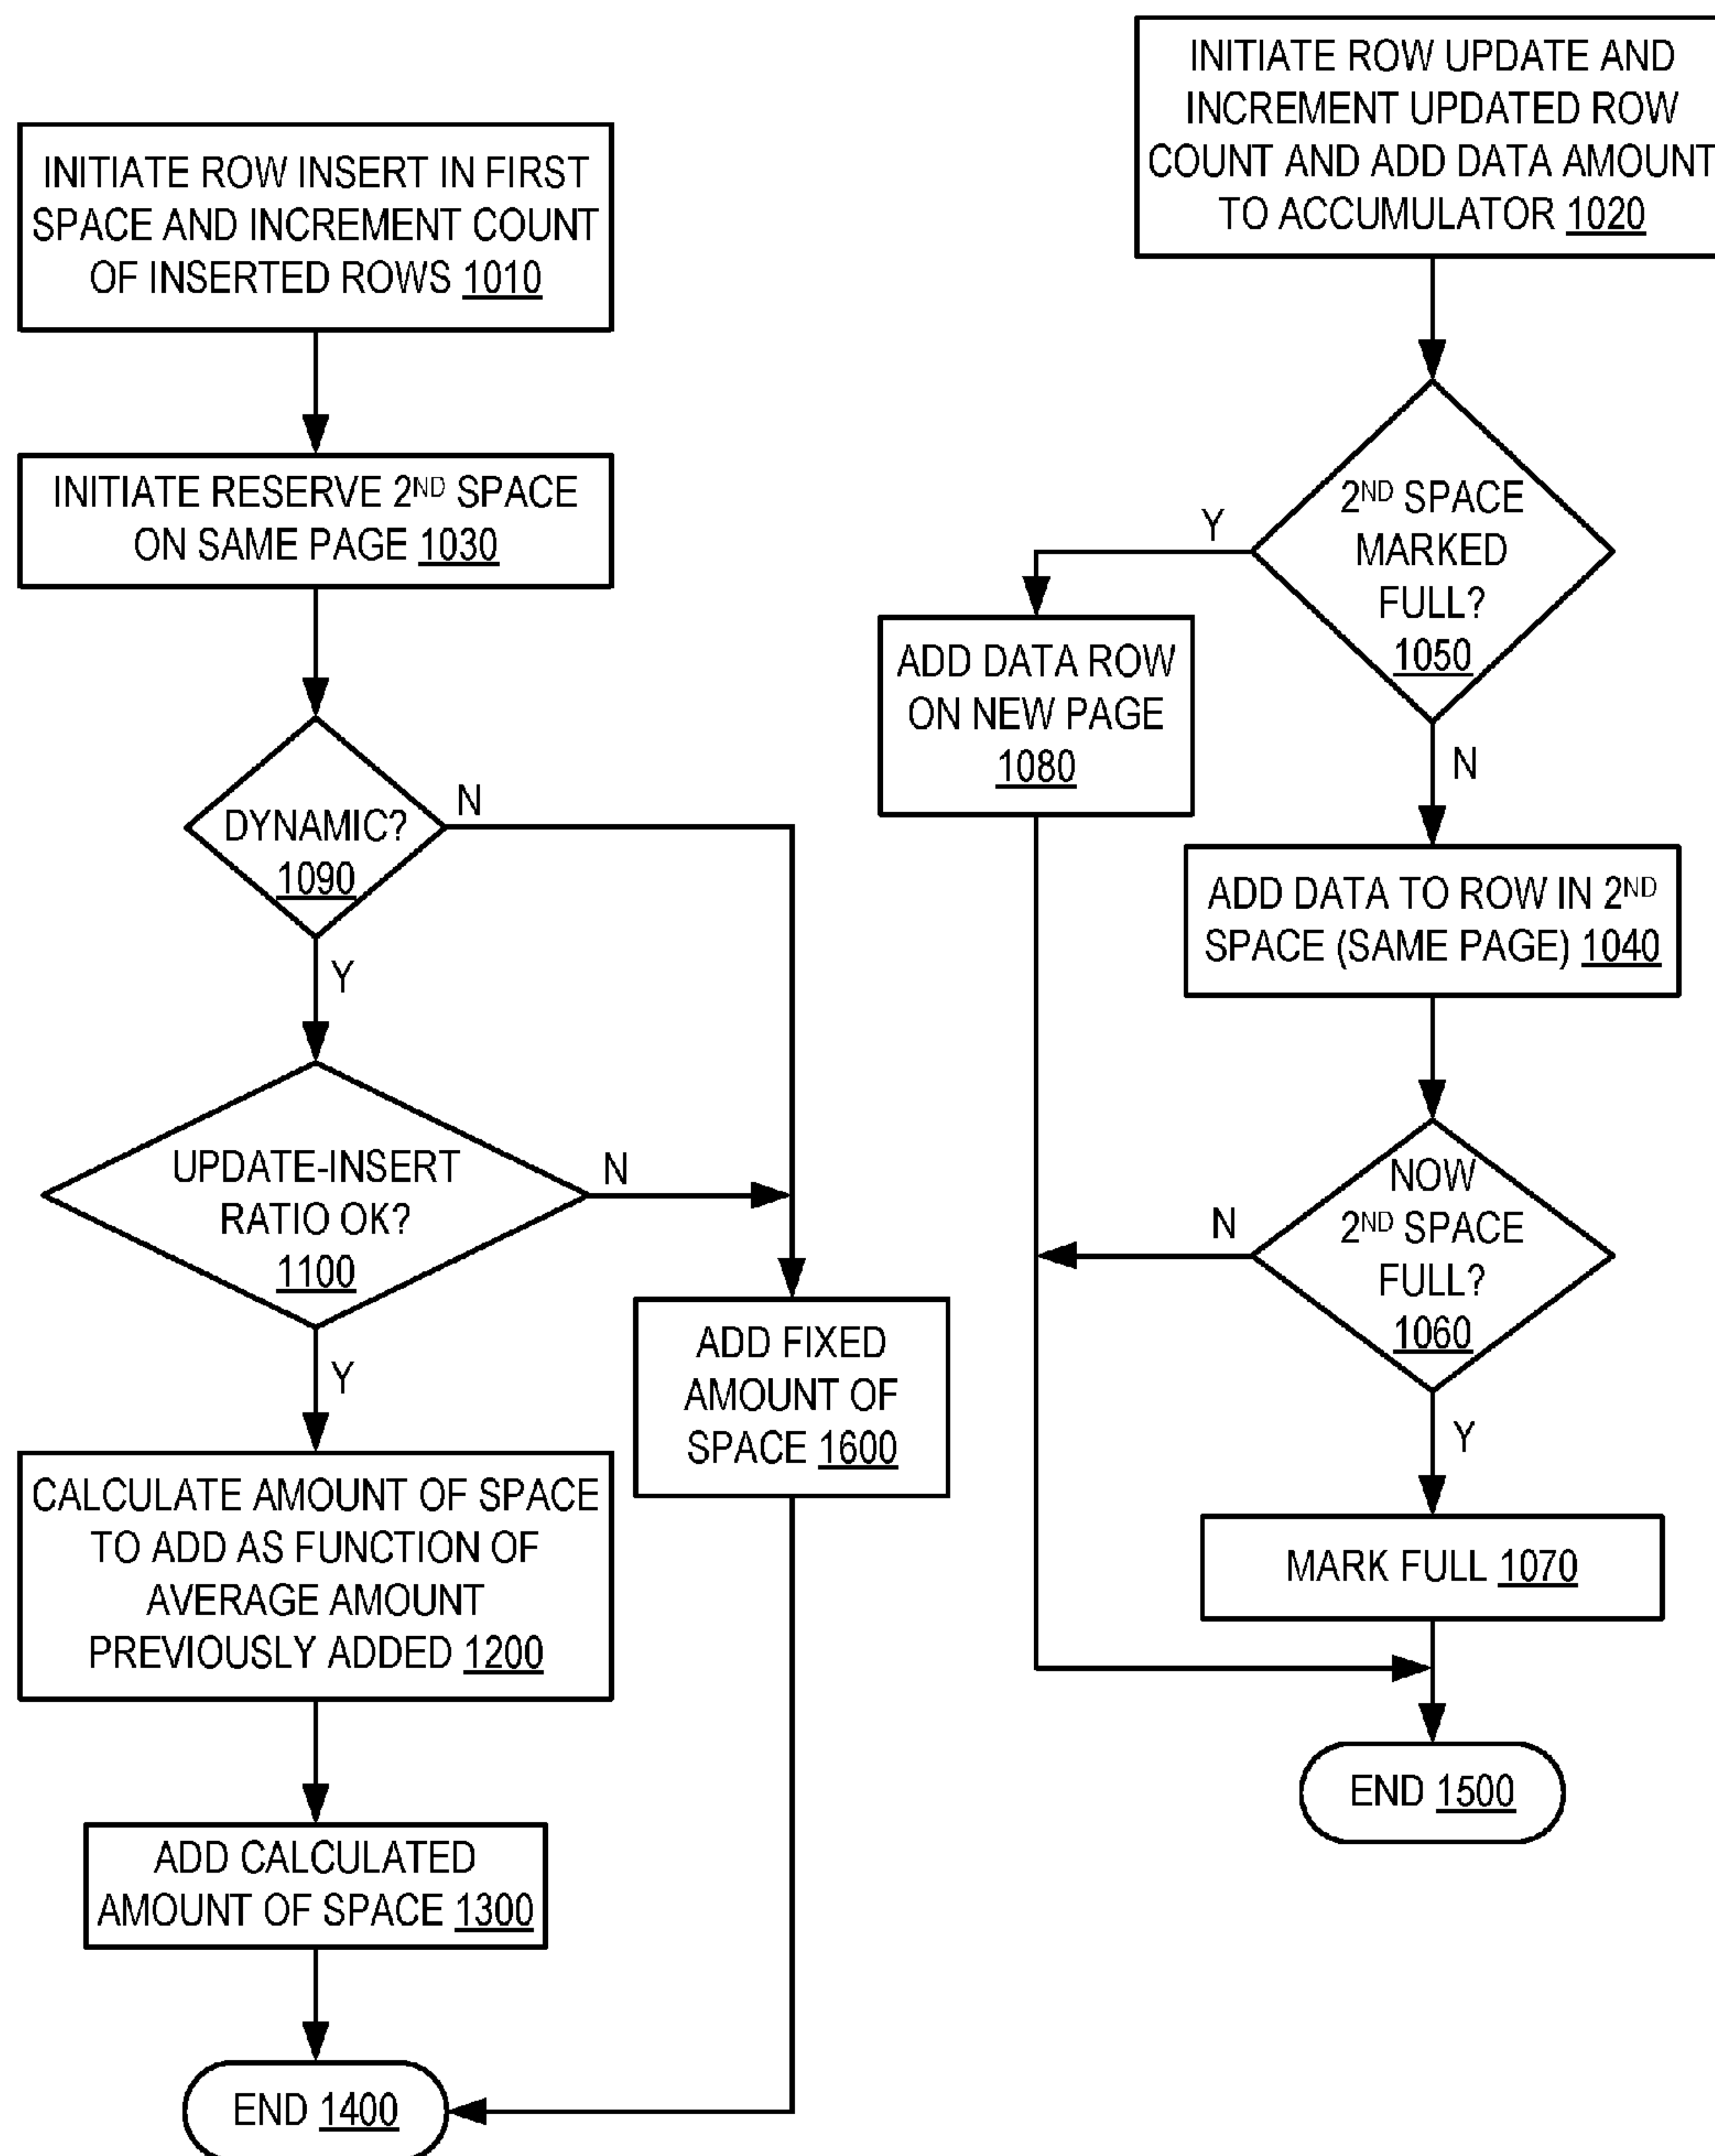 INITIATE ROW INSERT IN FIRST
SPACE AND INCREMENT COUNT
OF INSERTED ROWS 1010
INITIATE RESERVE 2ND SPACE
ON SAME PAGE 1030
DYNAMIC?
1090
N
Y
UPDATE-INSERT
RATIO OK?
1100
N
Y
CALCULATE AMOUNT OF SPACE
TO ADD AS FUNCTION OF
AVERAGE AMOUNT
PREVIOUSLY ADDED 1200
ADD FIXED
AMOUNT OF
SPACE 1600
ADD CALCULATED
AMOUNT OF SPACE 1300
END 1400
INITIATE ROW UPDATE AND
INCREMENT UPDATED ROW
COUNT AND ADD DATA AMOUNT
TO ACCUMULATOR 1020
2ND SPACE
MARKED
FULL?
1050
Y
N
ADD DATA ROW
ON NEW PAGE
1080
ADD DATA TO ROW IN 2ND
SPACE (SAME PAGE) 1040
NOW
2ND SPACE
FULL?
1060
N
Y
MARK FULL 1070
END 1500